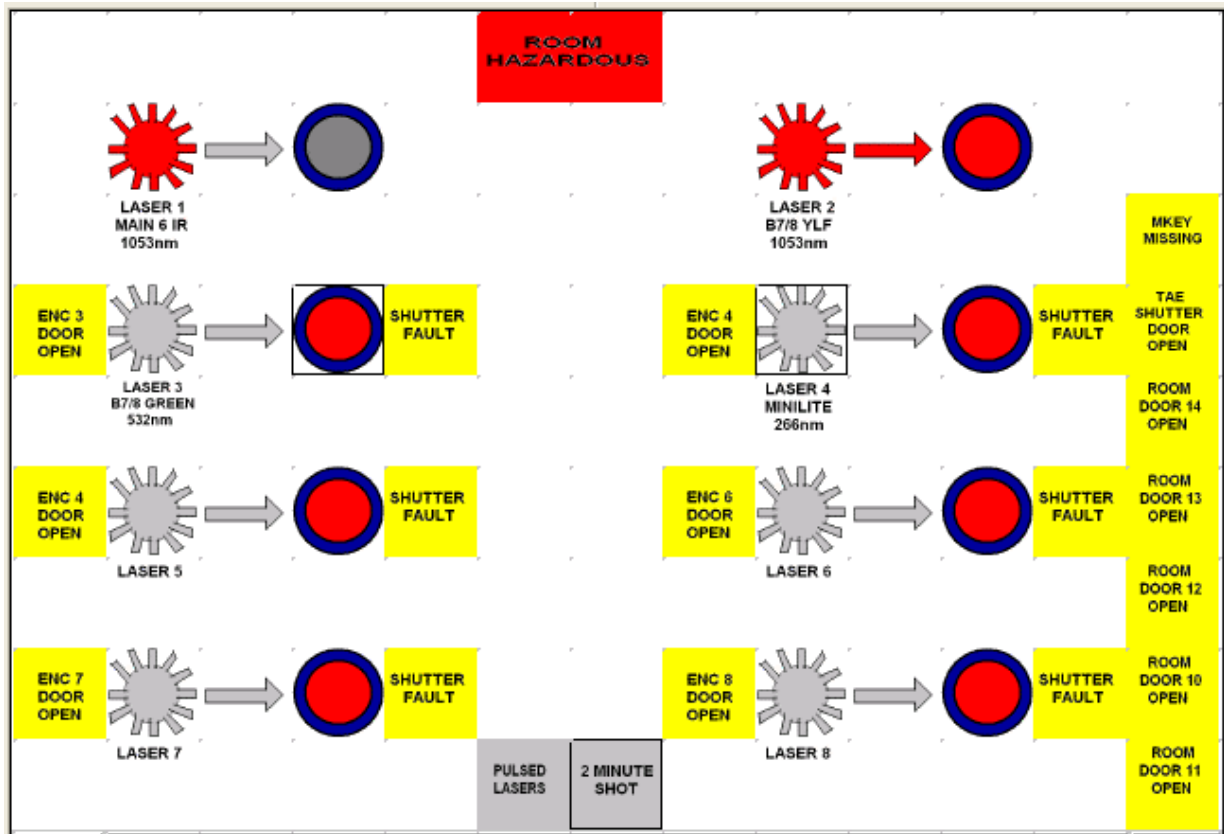 ROOM
HAZARDOUS
LASER 1
MAIN 6 IR
1053nm
LASER 2
B7/8 YLF
1053nm
MKEY
MISSING
ENC 3
DOOR
OPEN
SHUTTER
FAULT
LASER 3
B7/8 GREEN
532nm
ENC 4
DOOR
OPEN
SHUTTER
FAULT
LASER 4
MINILITE
266nm
TAE
SHUTTER
DOOR
OPEN
ROOM
DOOR 14
OPEN
ENC 4
DOOR
OPEN
SHUTTER
FAULT
LASER 5
ENC 6
DOOR
OPEN
SHUTTER
FAULT
LASER 6
ROOM
DOOR 13
OPEN
ROOM
DOOR 12
OPEN
ENC 7
DOOR
OPEN
SHUTTER
FAULT
LASER 7
ENC 8
DOOR
OPEN
SHUTTER
FAULT
LASER 8
ROOM
DOOR 10
OPEN
PULSED
LASERS
2 MINUTE
SHOT
ROOM
DOOR 11
OPEN